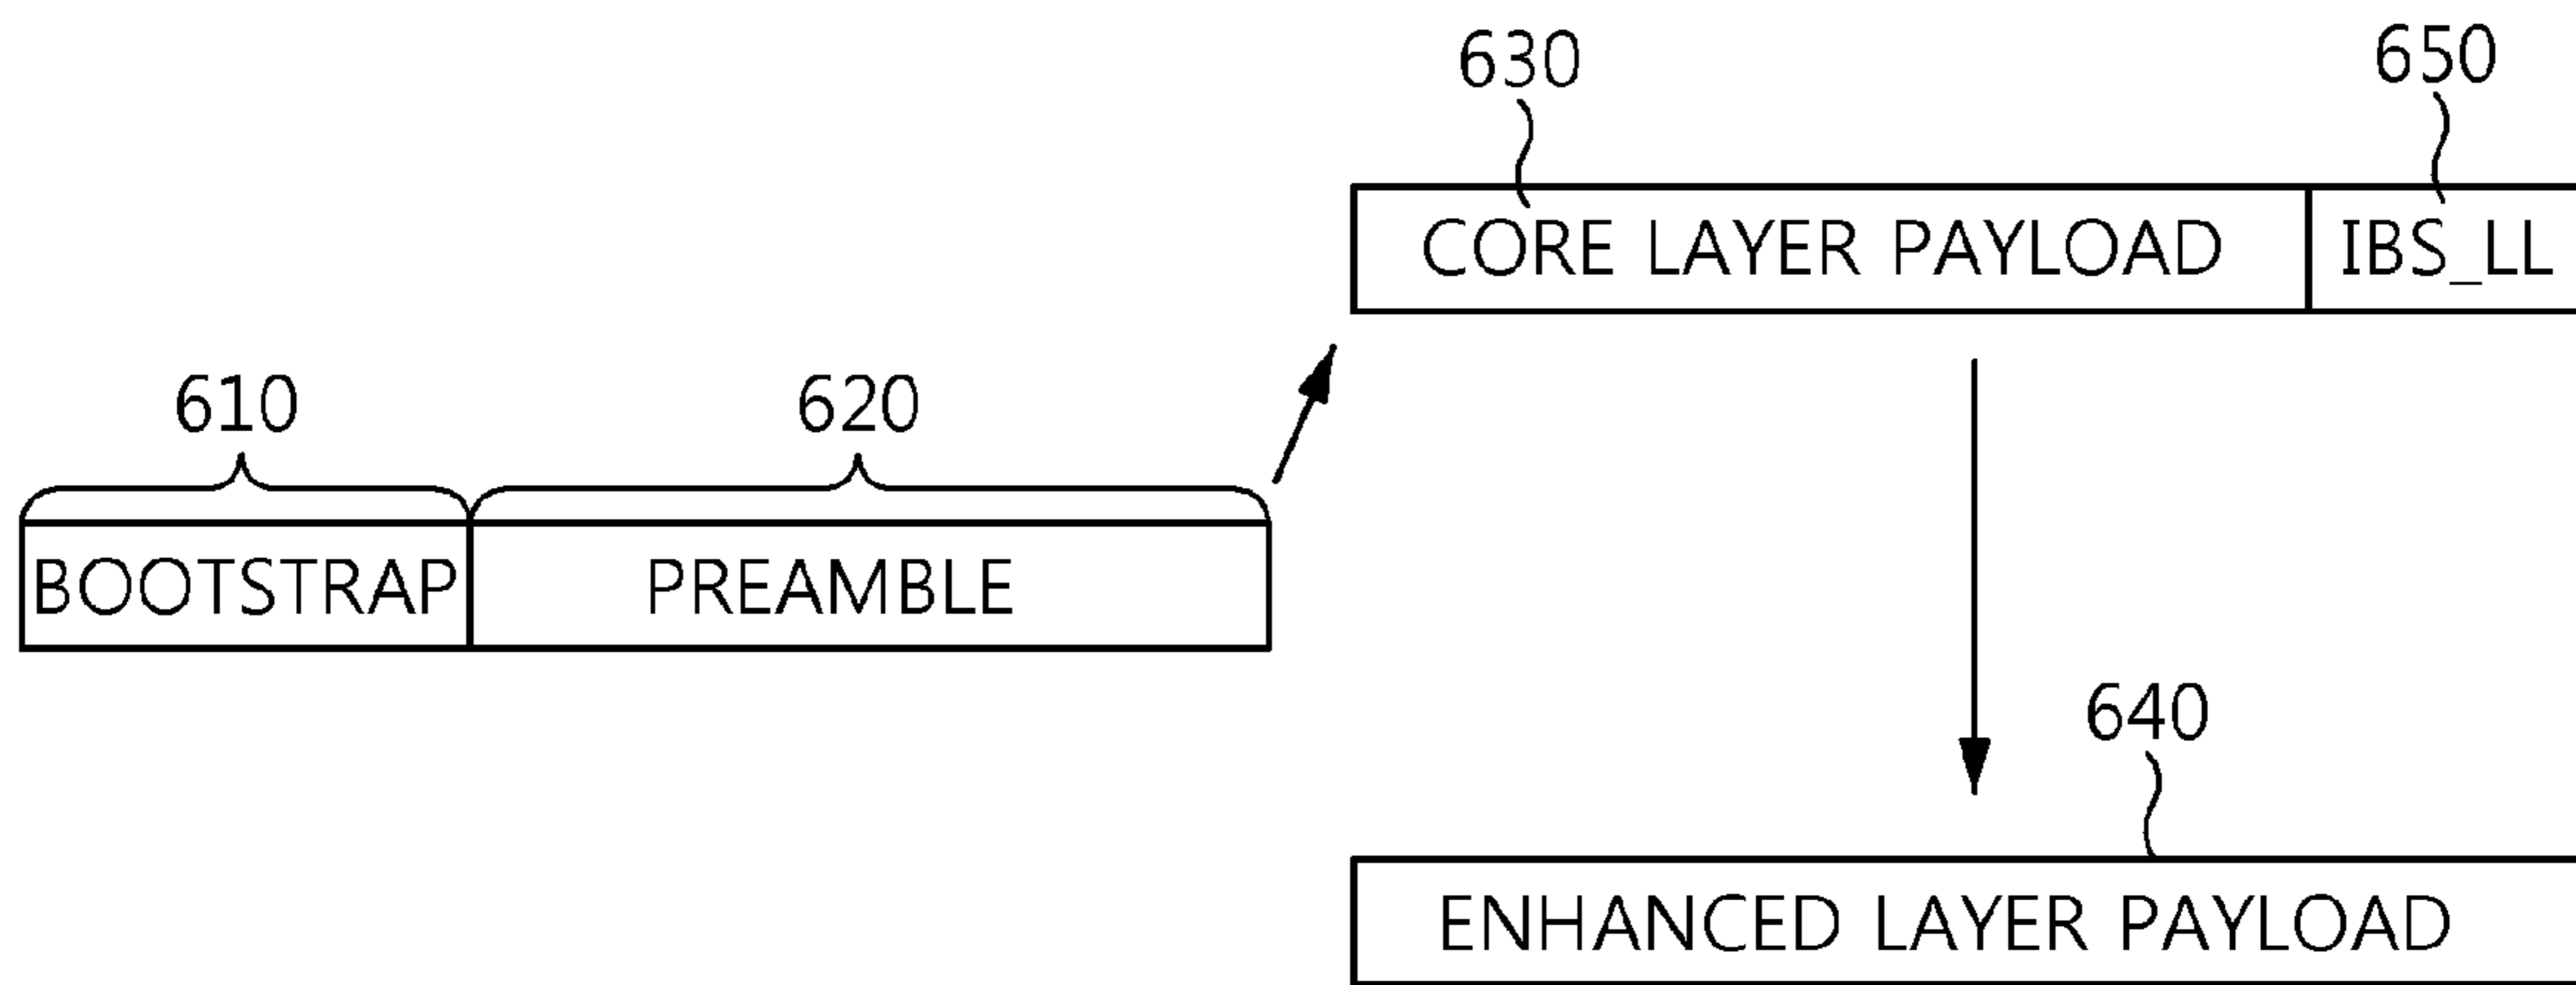 630
650
CORE LAYER PAYLOAD
IBS_LL
610
620
BOOTSTRAP
PREAMBLE
640
ENHANCED LAYER PAYLOAD